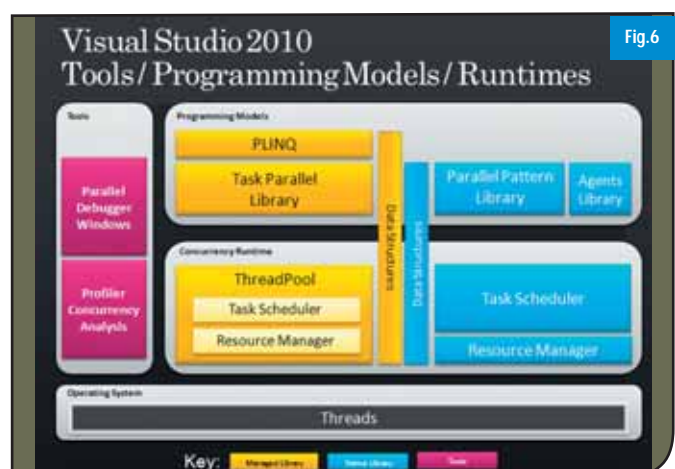 Fig.6
Visual Studio 2010
Tools / Programming Models / Runtimes
Tools
Parallel
Debugger
Windows
Profiler
Concurrency
Analysis
Programming Models
PLINQ
Task Parallel
Library
Data Structures
Data Structures
Parallel Pattern
Library
Agents
Library
Concurrency Runtime
ThreadPool
Task Scheduler
Resource Manager
Task Scheduler
Resource Manager
Operating System
Threads
Key:
Managed Library
Native Library
Tools